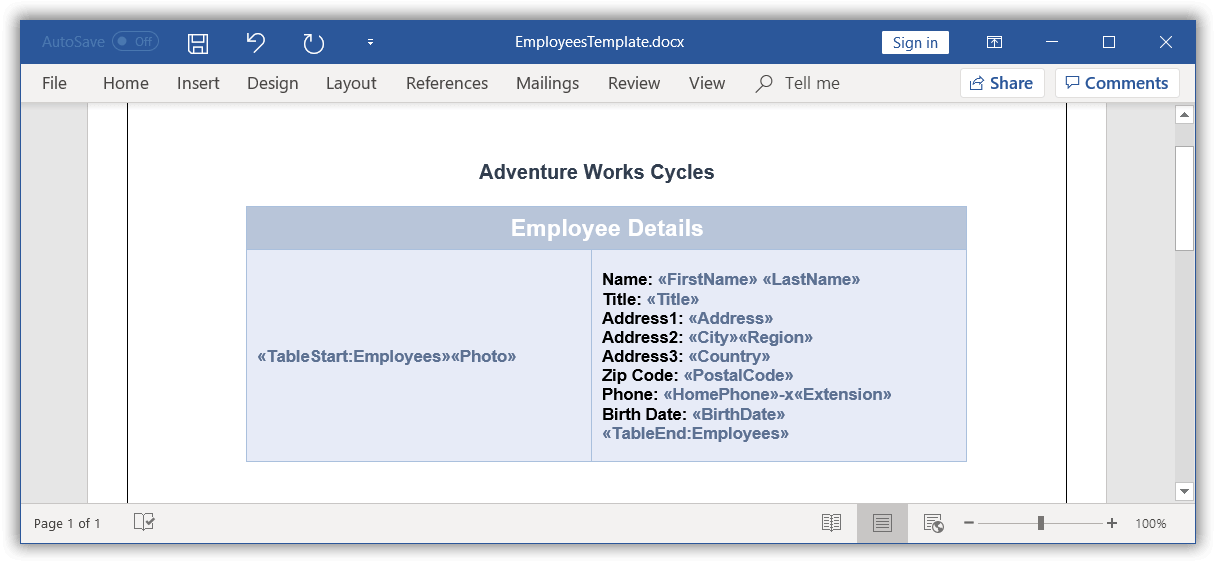 AutoSave Off EmployeesTemplate.docx Sign in
File Home Insert Design Layout References Mailings Review View Tell me Share Comments
Adventure Works Cycles
Employee Details
«TableStart:Employees»«Photo»
Name: «FirstName» «LastName»
Title: «Title»
Address1: «Address»
Address2: «City»«Region»
Address3: «Country»
Zip Code: «PostalCode»
Phone: «HomePhone»-x«Extension»
Birth Date: «BirthDate»
«TableEnd:Employees»
Page 1 of 1 100%